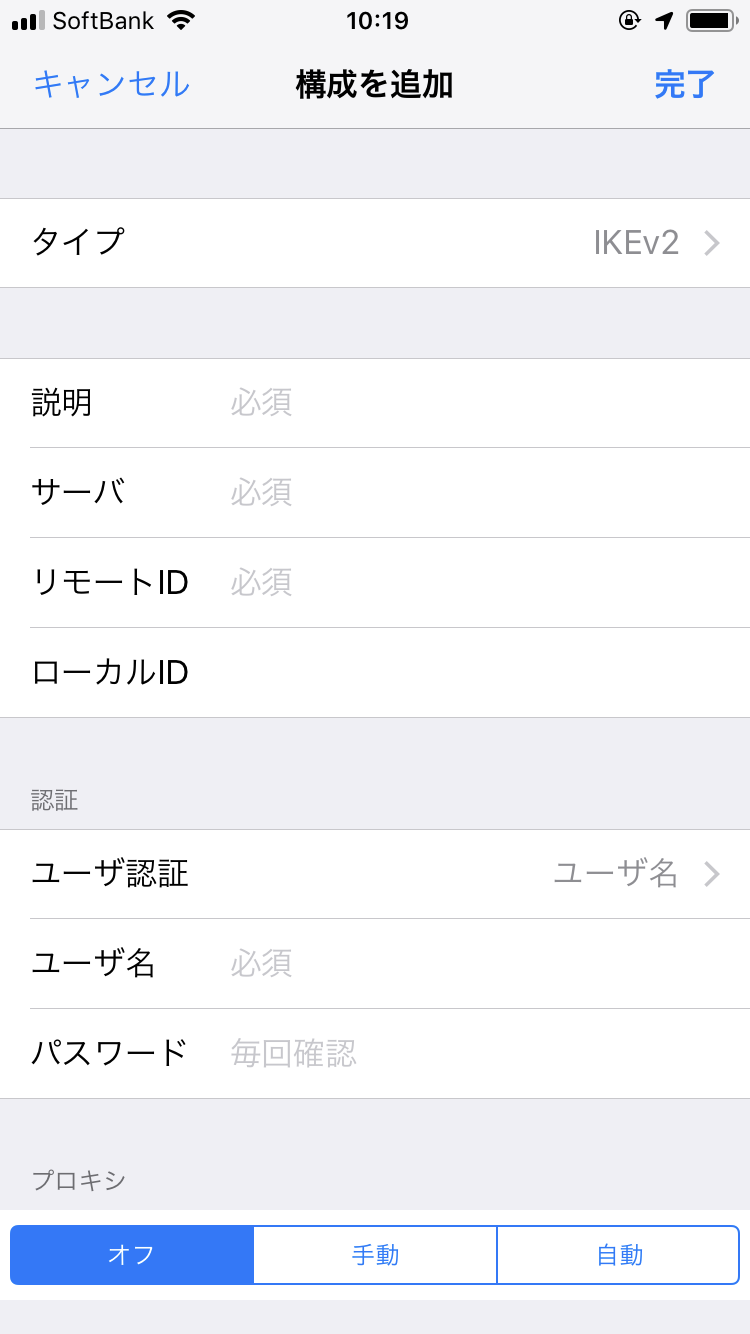 SoftBank 10:19
キャンセル 構成を追加 完了
タイプ IKEv2
説明 必須
サーバ 必須
リモートID 必須
ローカルID
認証
ユーザ認証 ユーザ名
ユーザ名 必須
パスワード 毎回確認
プロキシ
オフ 手動 自動